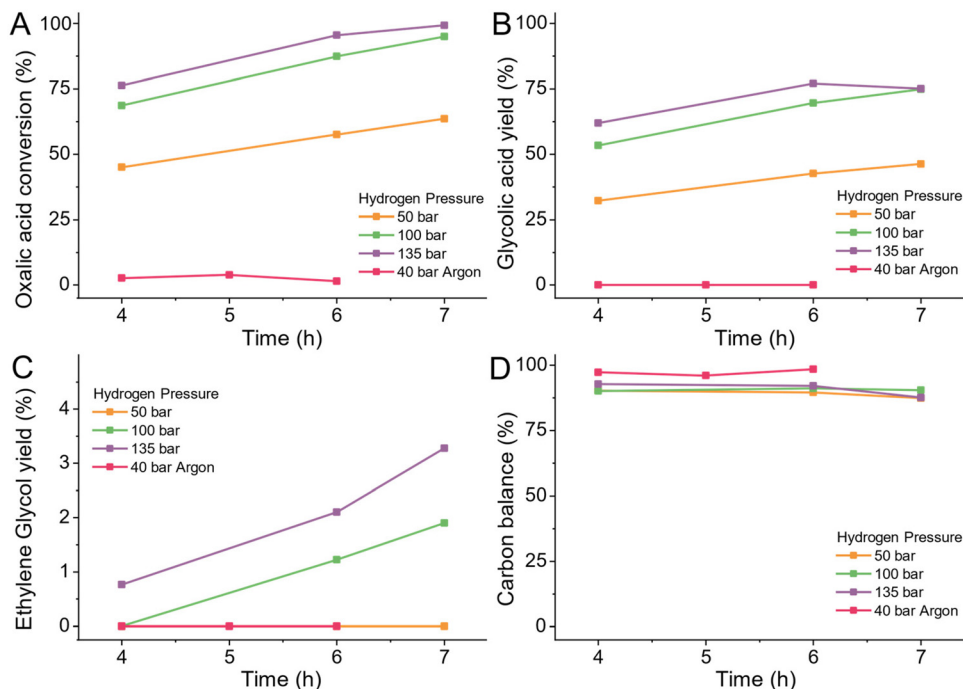 A
Oxalic acid conversion (%)
100
75
50
25
0
Hydrogen Pressure
50 bar
100 bar
135 bar
40 bar Argon
4 5 6 7
Time (h)
B
Glycolic acid yield (%)
100
75
50
25
0
Hydrogen Pressure
50 bar
100 bar
135 bar
40 bar Argon
4 5 6 7
Time (h)
C
Ethylene Glycol yield (%)
4
3
2
1
0
Hydrogen Pressure
50 bar
100 bar
135 bar
40 bar Argon
4 5 6 7
Time (h)
D
Carbon balance (%)
100
75
50
25
0
Hydrogen Pressure
50 bar
100 bar
135 bar
40 bar Argon
4 5 6 7
Time (h)